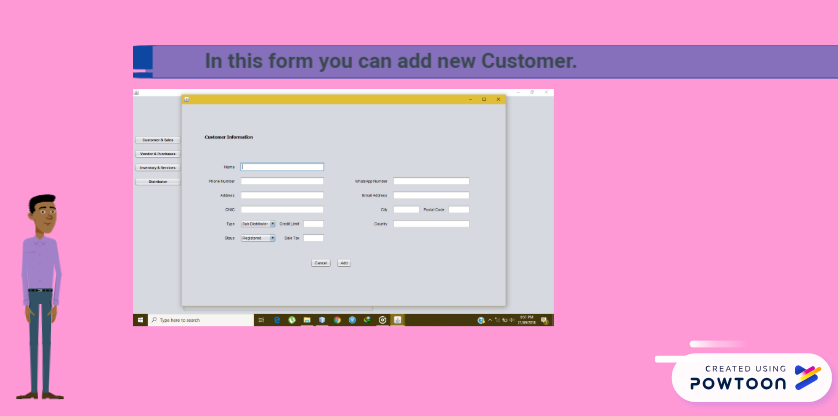 In this form you can add new Customer.
Customer & Sales
Customer Information
Vendor & Purchases
Inventory & Services
Distributor
Name
Phone Number
WhatsApp Number
Address
Email Address
CNIC
City
Postal Code
Type
Sub Distributor
Credit Limit
Country
Status
Registered
Sale Tax
Cancel
Add
Type here to search
CREATED USING
POWTOON